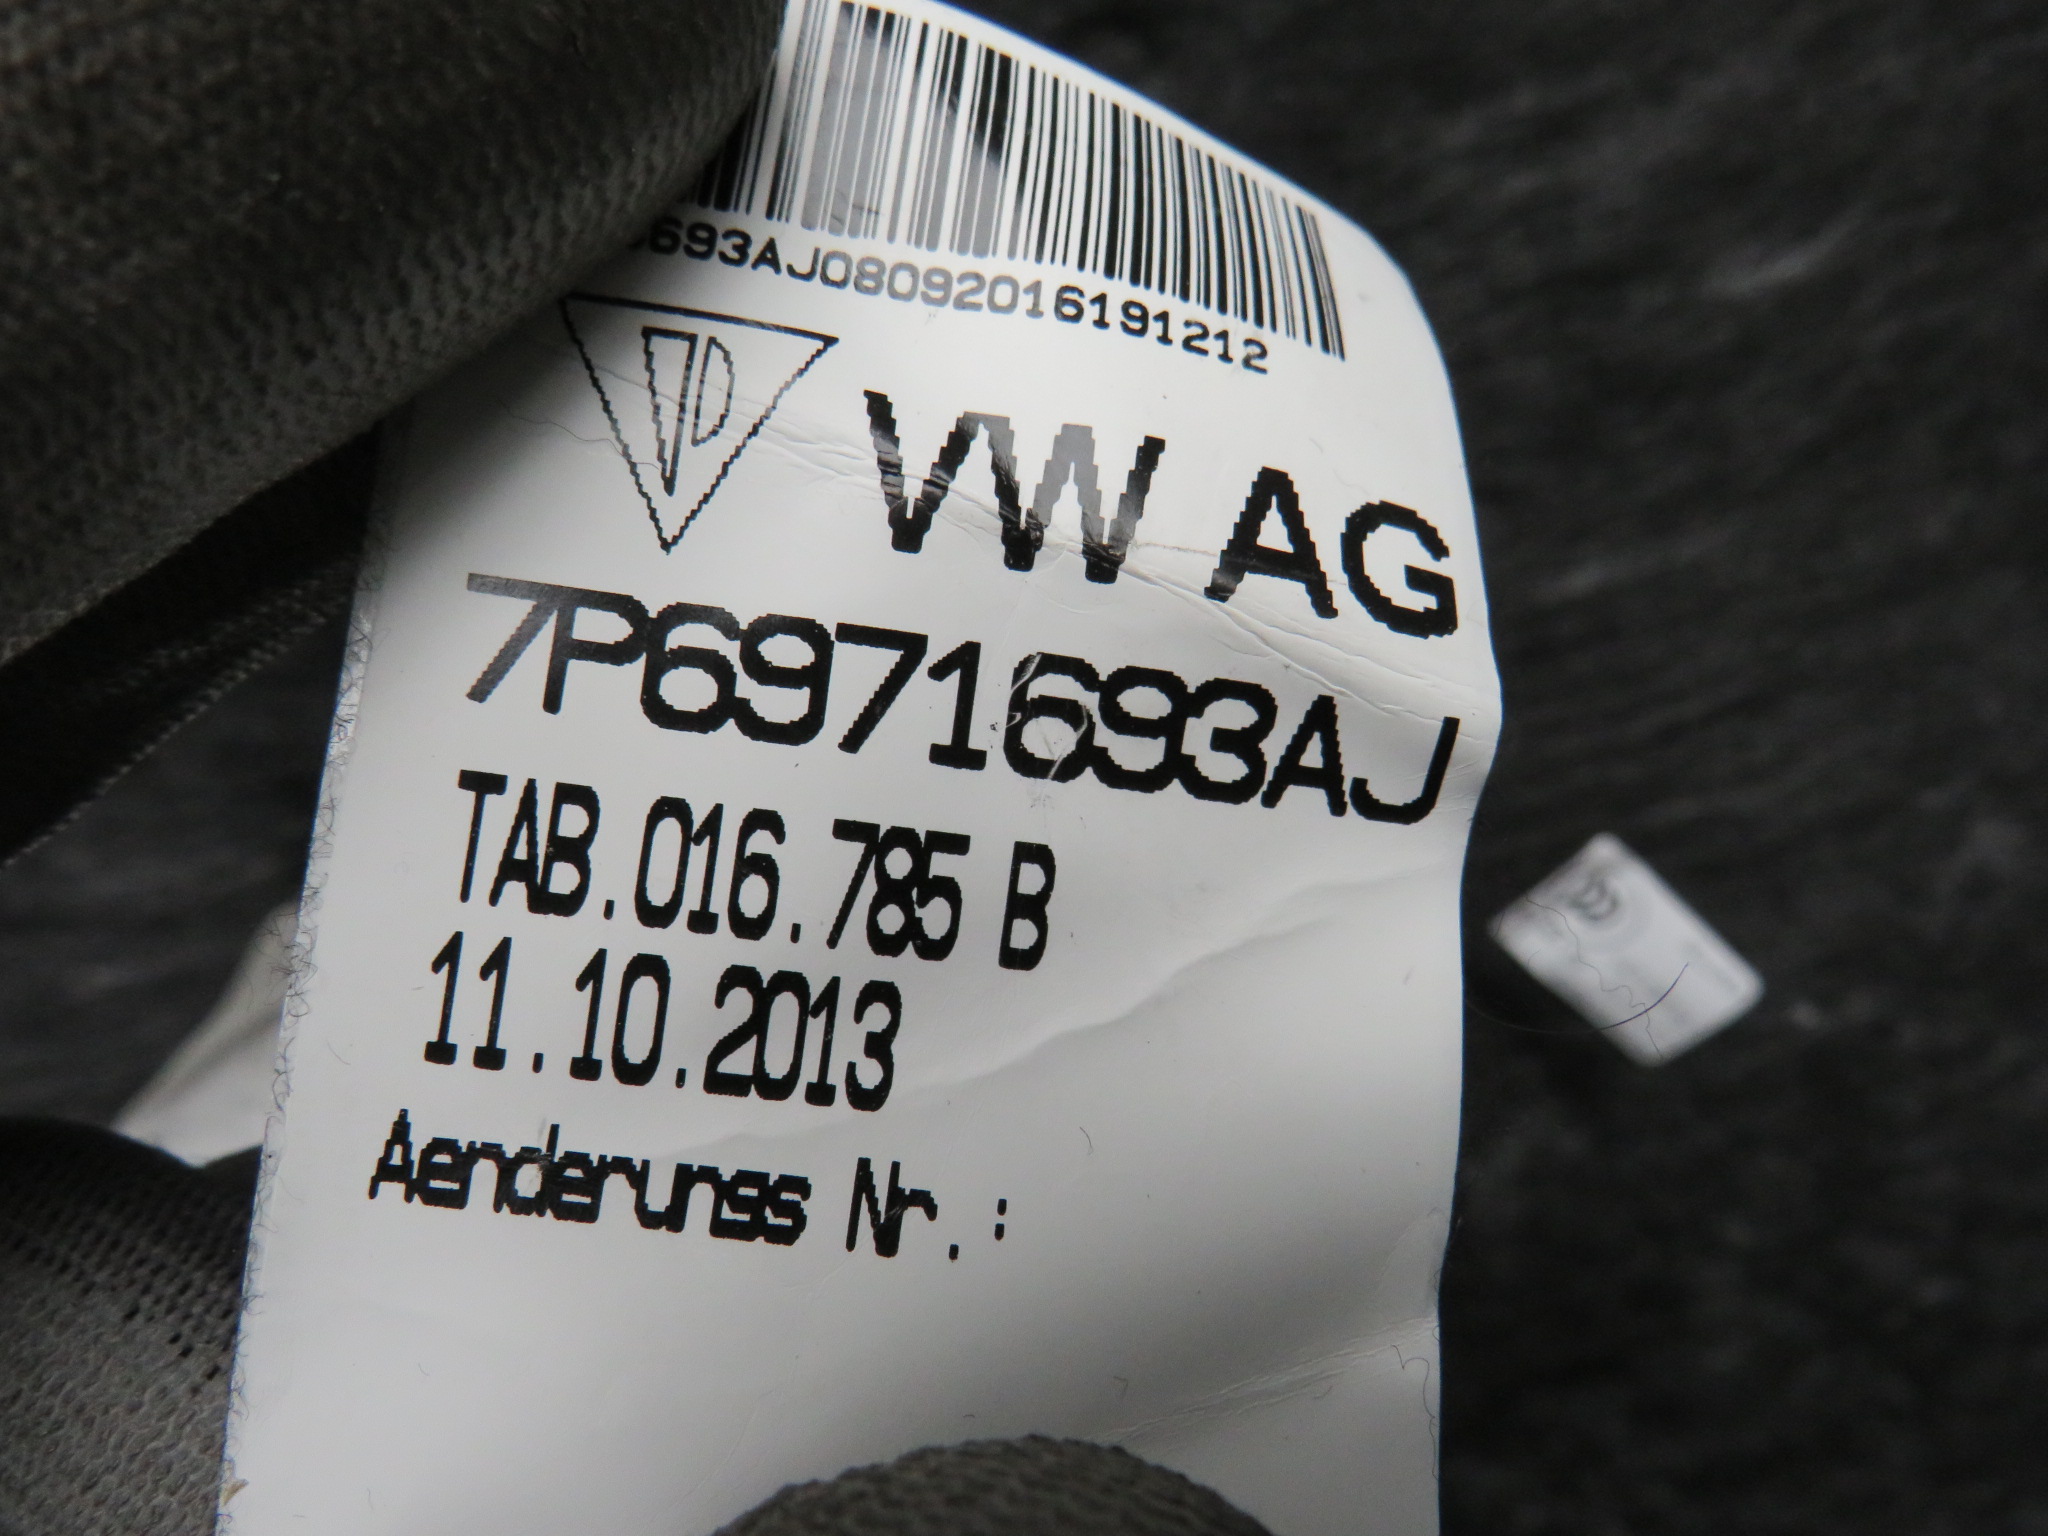 693AJ08092016191212
VW AG
7P6971693AJ
TAB.016.785 B
11.10.2013
Aenderungs Nr.: